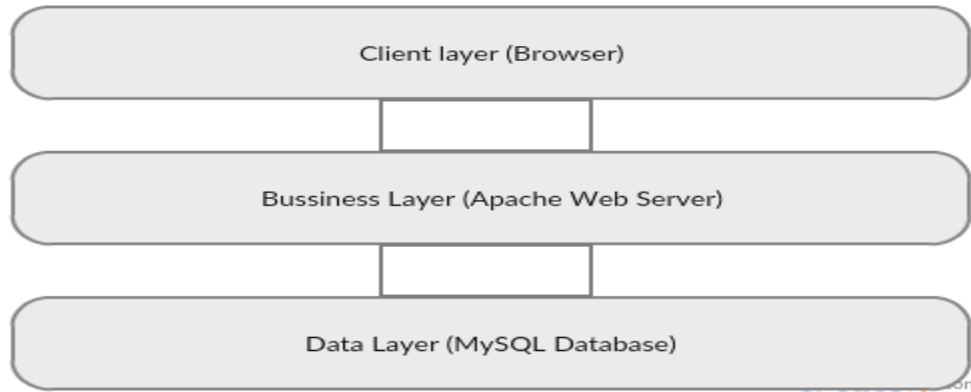 Client layer (Browser)
Bussiness Layer (Apache Web Server)
Data Layer (MySQL Database)